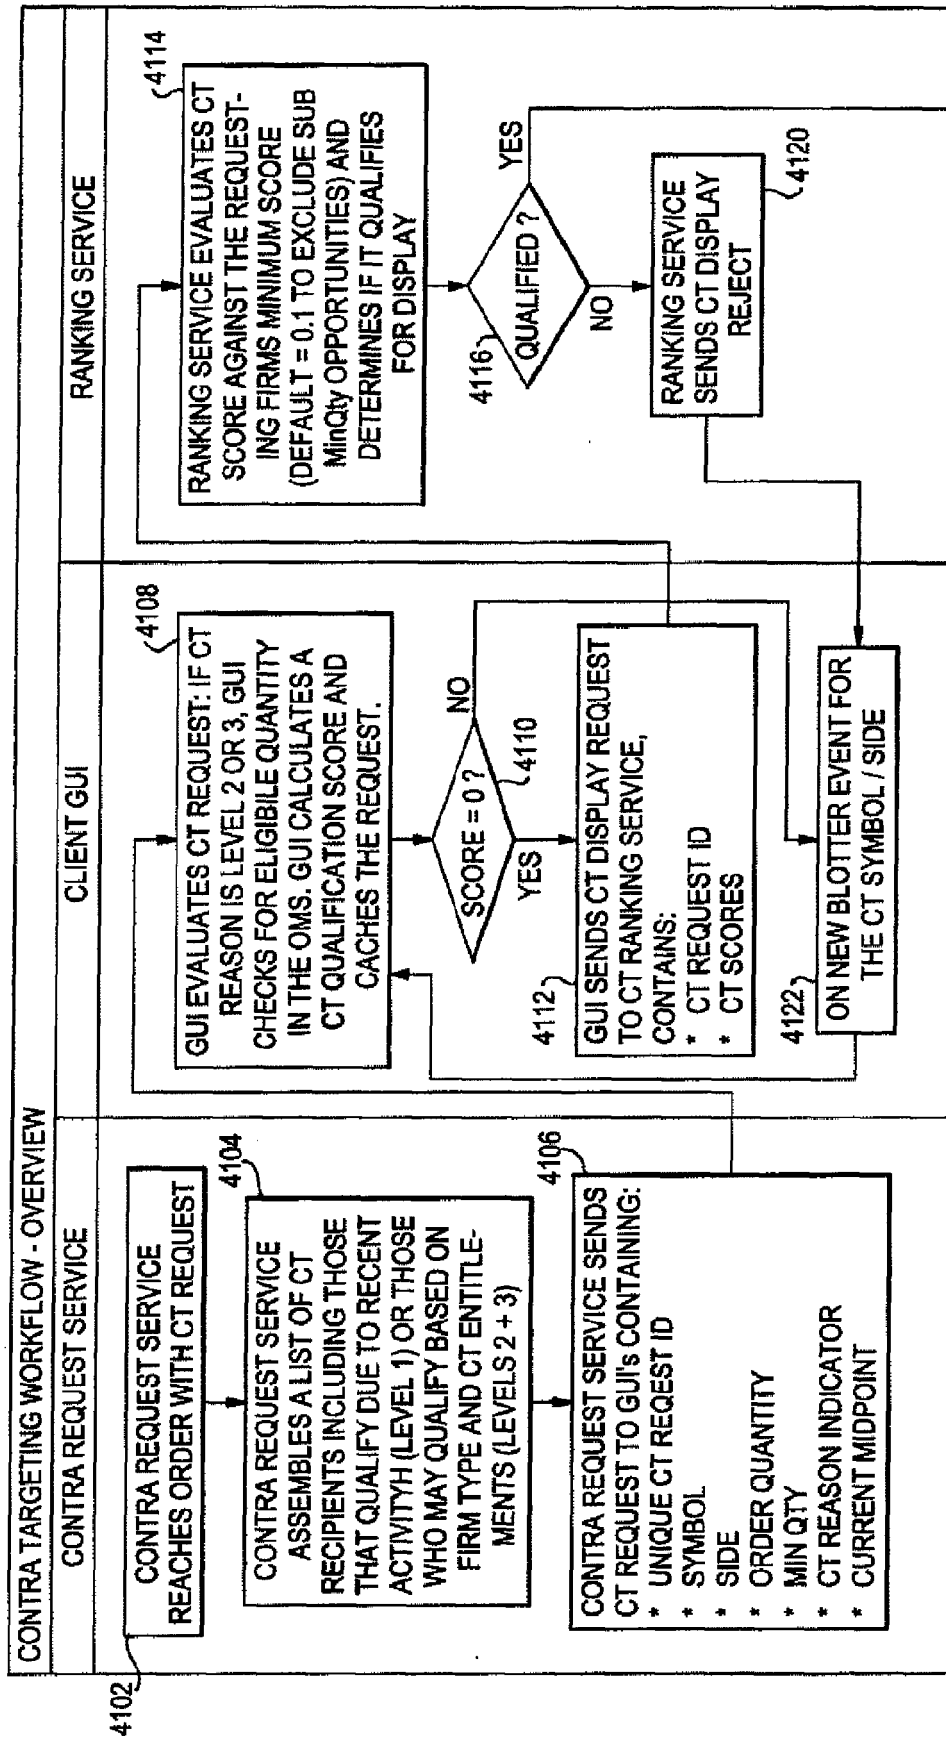 CONTRA TARGETING WORKFLOW - OVERVIEW
CONTRA REQUEST SERVICE
CLIENT GUI
RANKING SERVICE
4102
CONTRA REQUEST SERVICE
REACHES ORDER WITH CT REQUEST
4104
CONTRA REQUEST SERVICE
ASSEMBLES A LIST OF CT
RECIPIENTS INCLUDING THOSE
THAT QUALIFY DUE TO RECENT
ACTIVITYH (LEVEL 1) OR THOSE
WHO MAY QUALIFY BASED ON
FIRM TYPE AND CT ENTITLE-
MENTS (LEVELS 2 + 3)
4106
CONTRA REQUEST SERVICE SENDS
CT REQUEST TO GUI's CONTAINING:
* UNIQUE CT REQEST ID
* SYMBOL
* SIDE
* ORDER QUANTITY
* MIN QTY
* CT REASON INDICATOR
* CURRENT MIDPOINT
4108
GUI EVALUATES CT REQUEST: IF CT
REASON IS LEVEL 2 OR 3, GUI
CHECKS FOR ELIGIBILE QUANTITY
IN THE OMS. GUI CALCULATES A
CT QUALIFICATION SCORE AND
CACHES THE REQUEST.
SCORE = 0 ?
4110
NO
YES
4112
GUI SENDS CT DISPLAY REQUEST
TO CT RANKING SERVICE,
CONTAINS:
* CT REQUEST ID
* CT SCORES
4122
ON NEW BLOTTER EVENT FOR
THE CT SYMBOL / SIDE
4114
RANKING SERVICE EVALUATES CT
SCORE AGAINST THE REQUEST-
ING FIRMS MINIMUM SCORE
(DEFAULT = 0.1 TO EXCLUDE SUB
MinQty OPPORTUNITIES) AND
DETERMINES IF IT QUALIFIES
FOR DISPLAY
4116
QUALIFIED ?
YES
NO
RANKING SERVICE
SENDS CT DISPLAY
REJECT
4120